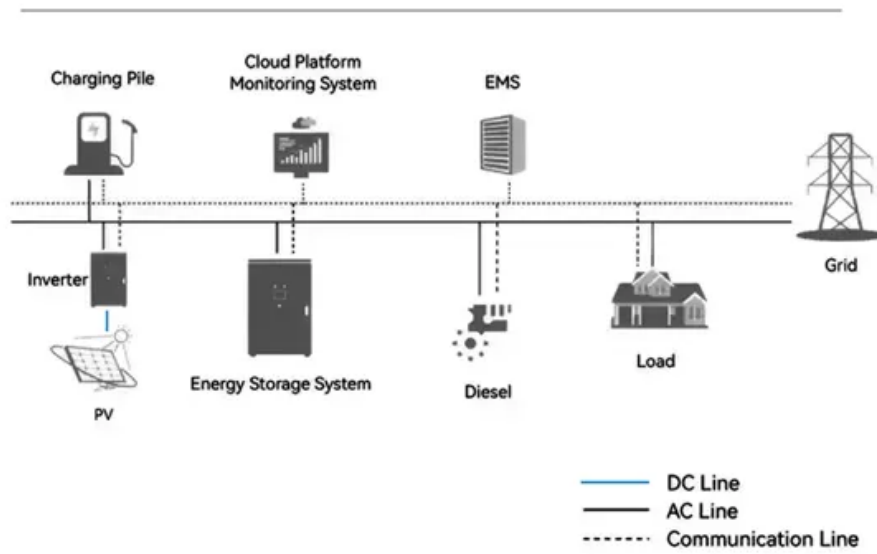 Charging Pile
Cloud Platform
Monitoring System
EMS
Grid
Inverter
PV
Energy Storage System
Diesel
Load
DC Line
AC Line
Communication Line